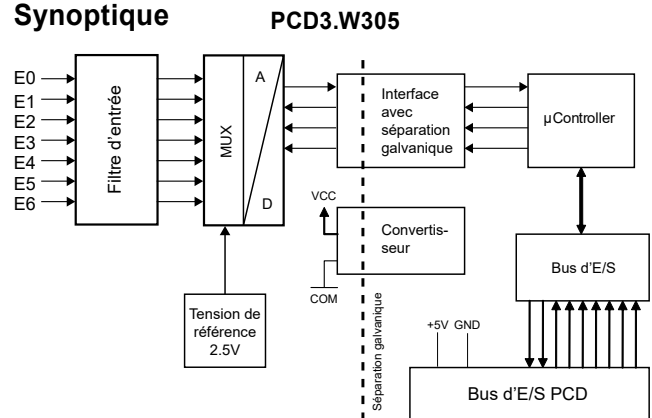 Synoptique
PCD3.W305
E0
E1
E2
E3
E4
E5
E6
Filtre d'entrée
MUX
A
D
Interface
avec
séparation
galvanique
µController
VCC
COM
Convertis-
seur
Bus d'E/S
Tension de
référence
2.5V
Séparation galvanique
+5V GND
Bus d'E/S PCD